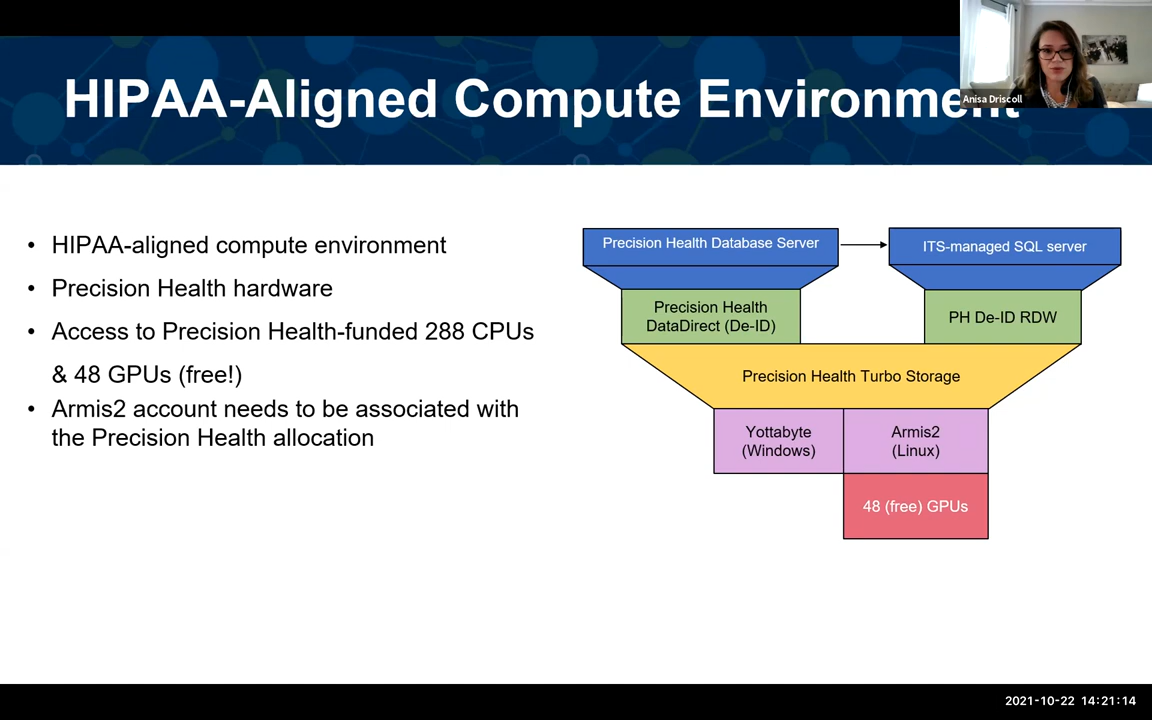 HIPAA-Aligned Compute Environment
Anisa Driscoll
• HIPAA-aligned compute environment
• Precision Health hardware
• Access to Precision Health-funded 288 CPUs
& 48 GPUs (free!)
• Armis2 account needs to be associated with
the Precision Health allocation
Precision Health Database Server
ITS-managed SQL server
Precision Health
DataDirect (De-ID)
PH De-ID RDW
Precision Health Turbo Storage
Yottabyte
(Windows)
Armis2
(Linux)
48 (free) GPUs
2021-10-22 14:21:14